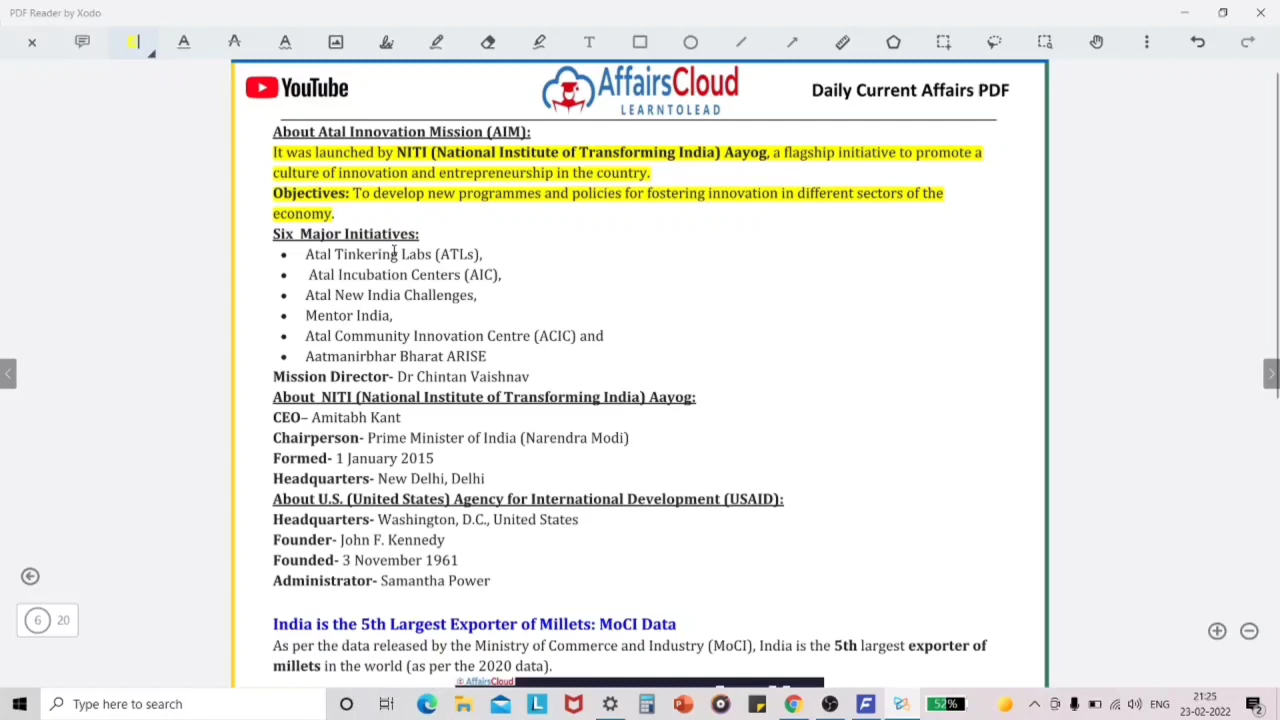 PDF Reader by Xodo
YouTube
AffairsCloud
LEARNTOLEAD
Daily Current Affairs PDF
About Atal Innovation Mission (AIM):
It was launched by NITI (National Institute of Transforming India) Aayog, a flagship initiative to promote a
culture of innovation and entrepreneurship in the country.
Objectives: To develop new programmes and policies for fostering innovation in different sectors of the
economy.
Six Major Initiatives:
• Atal Tinkering Labs (ATLs),
• Atal Incubation Centers (AIC),
• Atal New India Challenges,
• Mentor India,
• Atal Community Innovation Centre (ACIC) and
• Aatmanirbhar Bharat ARISE
Mission Director- Dr Chintan Vaishnav
About NITI (National Institute of Transforming India) Aayog:
CEO– Amitabh Kant
Chairperson- Prime Minister of India (Narendra Modi)
Formed- 1 January 2015
Headquarters- New Delhi, Delhi
About U.S. (United States) Agency for International Development (USAID):
Headquarters- Washington, D.C., United States
Founder- John F. Kennedy
Founded- 3 November 1961
Administrator- Samantha Power
6 20
India is the 5th Largest Exporter of Millets: MoCI Data
As per the data released by the Ministry of Commerce and Industry (MoCI), India is the 5th largest exporter of
millets in the world (as per the 2020 data).
AffairsCloud
Type here to search
52%
ENG
21:25
23-02-2022
2